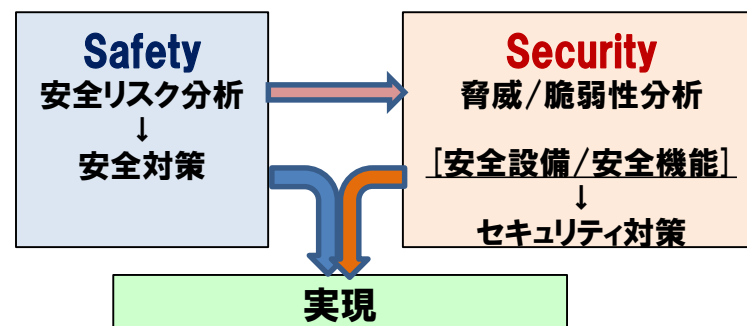 Safety
安全リスク分析
↓
安全対策
Security
脅威/脆弱性分析
[安全設備/安全機能]
↓
セキュリティ対策
実現